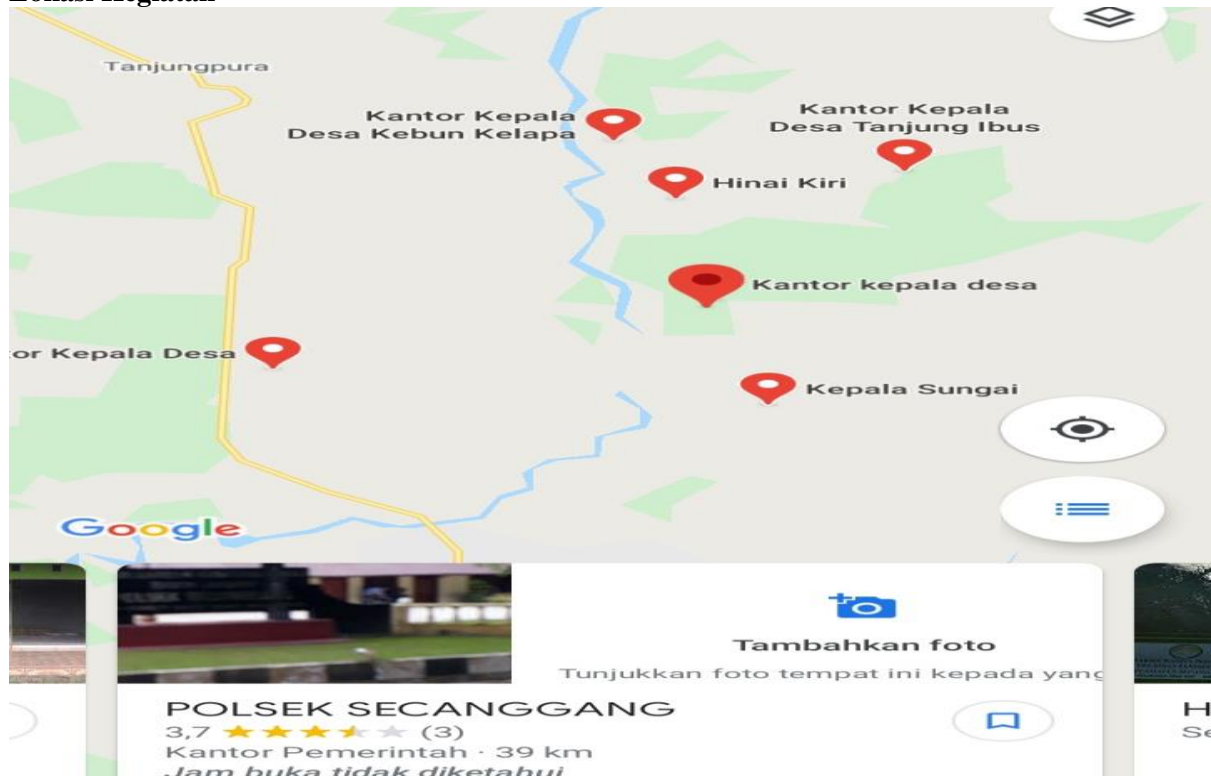 Lokasi Kegiatan
Tanjungpura
Kantor Kepala
Desa Kebun Kelapa
Kantor Kepala
Desa Tanjung Ibus
Hinai Kiri
Kantor kepala desa
or Kepala Desa
Kepala Sungai
Google
Tambahkan foto
Tunjukkan foto tempat ini kepada yang
POLSEK SECANGGANG
3,7 (3)
Kantor Pemerintah · 39 km
Jam buka tidak diketahui
H
Se